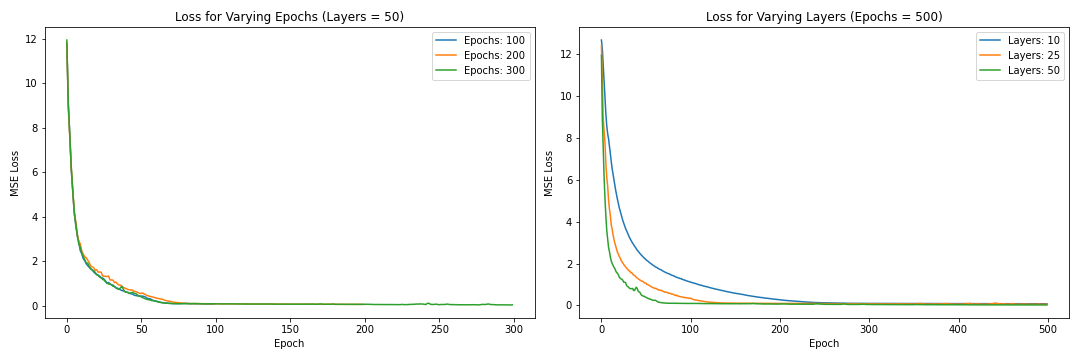 Loss for Varying Epochs (Layers = 50)
MSE Loss
12
10
8
6
4
2
0
Epochs: 100
Epochs: 200
Epochs: 300
0 50 100 150 200 250 300
Epoch
Loss for Varying Layers (Epochs = 500)
MSE Loss
12
10
8
6
4
2
0
Layers: 10
Layers: 25
Layers: 50
0 100 200 300 400 500
Epoch